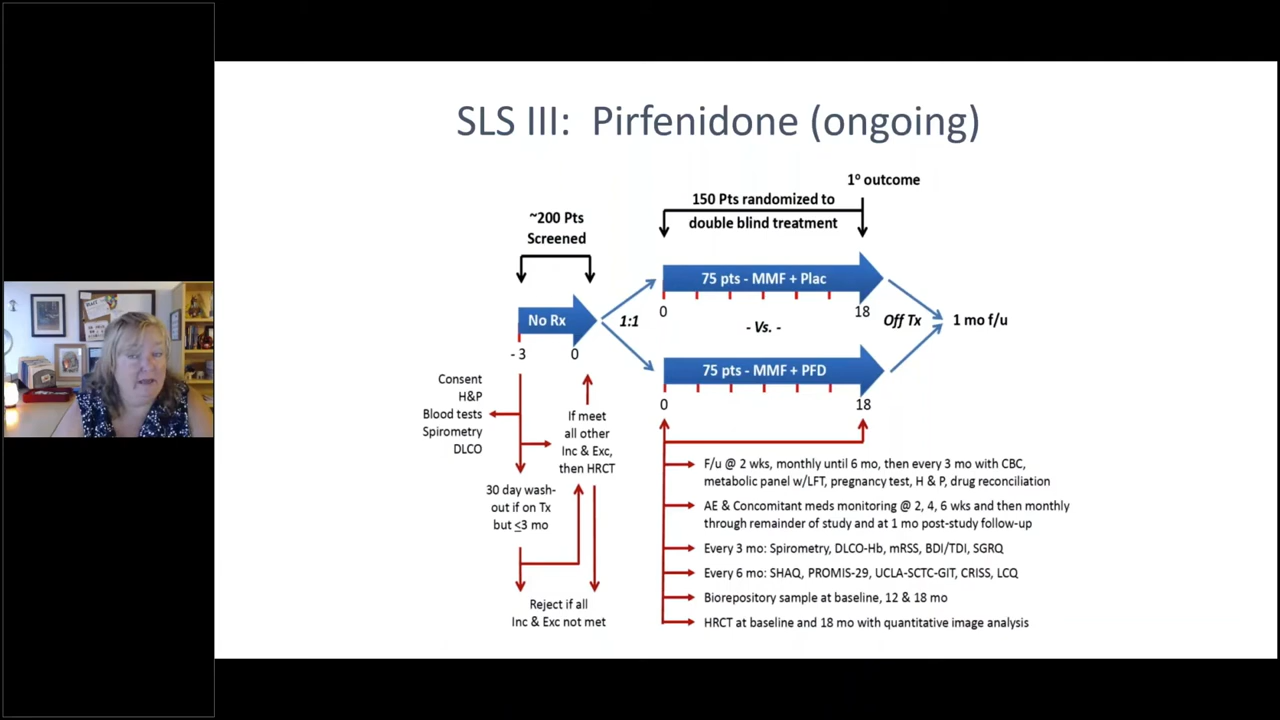 SLS III: Pirfenidone (ongoing)
1º outcome
150 Pts randomized to
double blind treatment
~200 Pts
Screened
No Rx
- 3
0
1:1
75 pts - MMF + Plac
0
18
- Vs. -
75 pts - MMF + PFD
0
18
Off Tx
1 mo f/u
Consent
H&P
Blood tests
Spirometry
DLCO
If meet
all other
Inc & Exc,
then HRCT
30 day wash-
out if on Tx
but ≤3 mo
Reject if all
Inc & Exc not met
F/u @ 2 wks, monthly until 6 mo, then every 3 mo with CBC,
metabolic panel w/LFT, pregnancy test, H & P, drug reconciliation
AE & Concomitant meds monitoring @ 2, 4, 6 wks and then monthly
through remainder of study and at 1 mo post-study follow-up
Every 3 mo: Spirometry, DLCO-Hb, mRSS, BDI/TDI, SGRQ
Every 6 mo: SHAQ, PROMIS-29, UCLA-SCTC-GIT, CRISS, LCQ
Biorepository sample at baseline, 12 & 18 mo
HRCT at baseline and 18 mo with quantitative image analysis